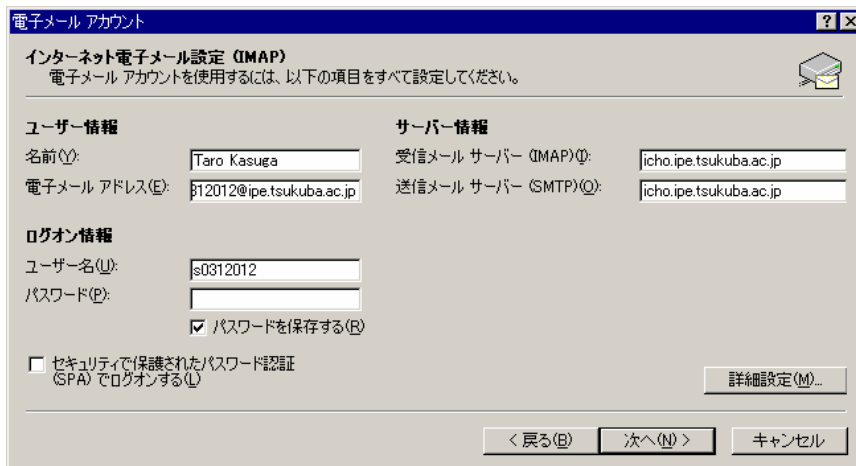 電子メール アカウント
インターネット電子メール設定 (IMAP)
電子メール アカウントを使用するには、以下の項目をすべて設定してください。
ユーザー情報
名前(Y):
Taro Kasuga
電子メール アドレス(E):
312012@ipe.tsukuba.ac.jp
サーバー情報
受信メール サーバー (IMAP)(I):
icho.ipe.tsukuba.ac.jp
送信メール サーバー (SMTP)(O):
icho.ipe.tsukuba.ac.jp
ログオン情報
ユーザー名(U):
s0312012
パスワード(P):
パスワードを保存する(R)
セキュリティで保護されたパスワード認証
(SPA) でログオンする(L)
詳細設定(M)...
< 戻る(B)
次へ(N) >
キャンセル